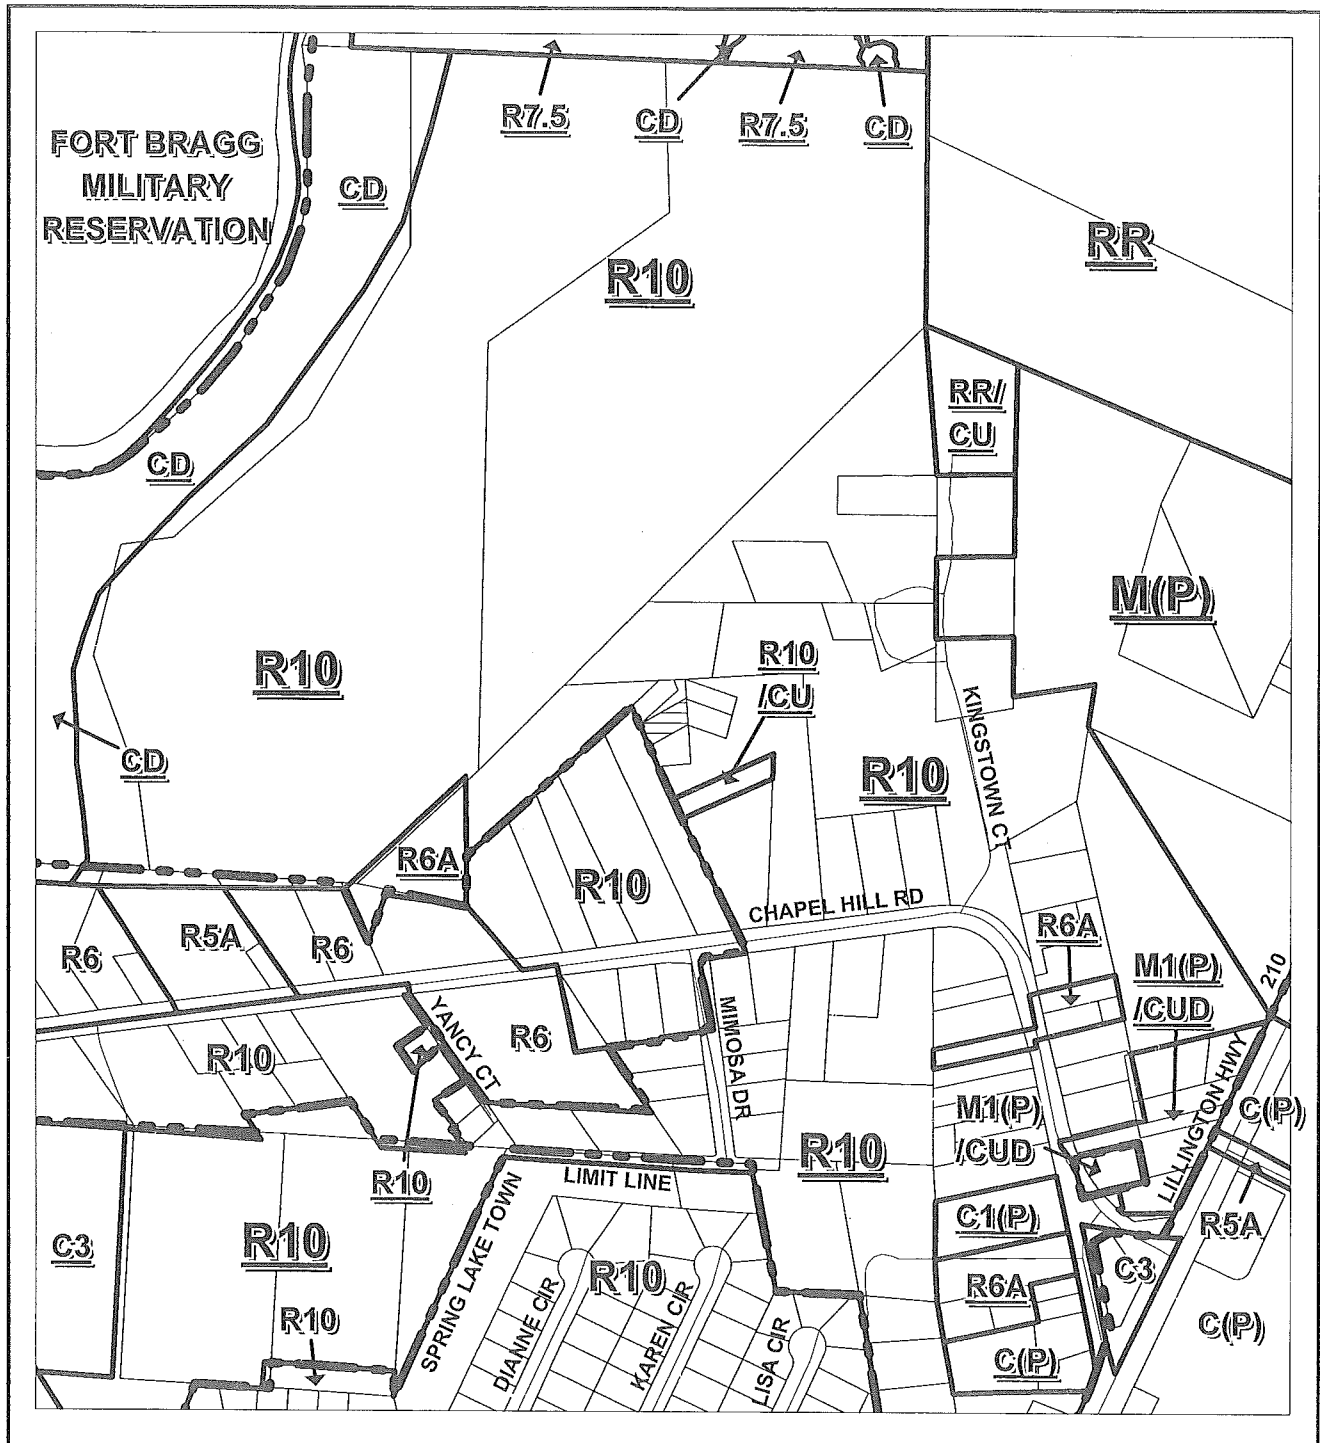 R7.5
CD
R7.5
CD
FORT BRAGG
MILITARY
RESERVATION
CD
RR
R10
RR/
CU
CD
M(P)
R10
R10
/CU
KINGSTOWN CT
CD
R10
R6A
R10
CHAPEL HILL RD
R6
R5A
R6
R6A
M1(P)
/CUD
210
YANCY CT
MIMOSA DR
R6
R10
LILLINGTON HWY
C(P)
M1(P)
/CUD
R10
R10
LIMIT LINE
SPRING LAKE TOWN
C1(P)
R5A
C3
R10
R10
R6A
C3
DIANNE CIR
KAREN CIR
LISA CIR
R10
C(P)
C(P)